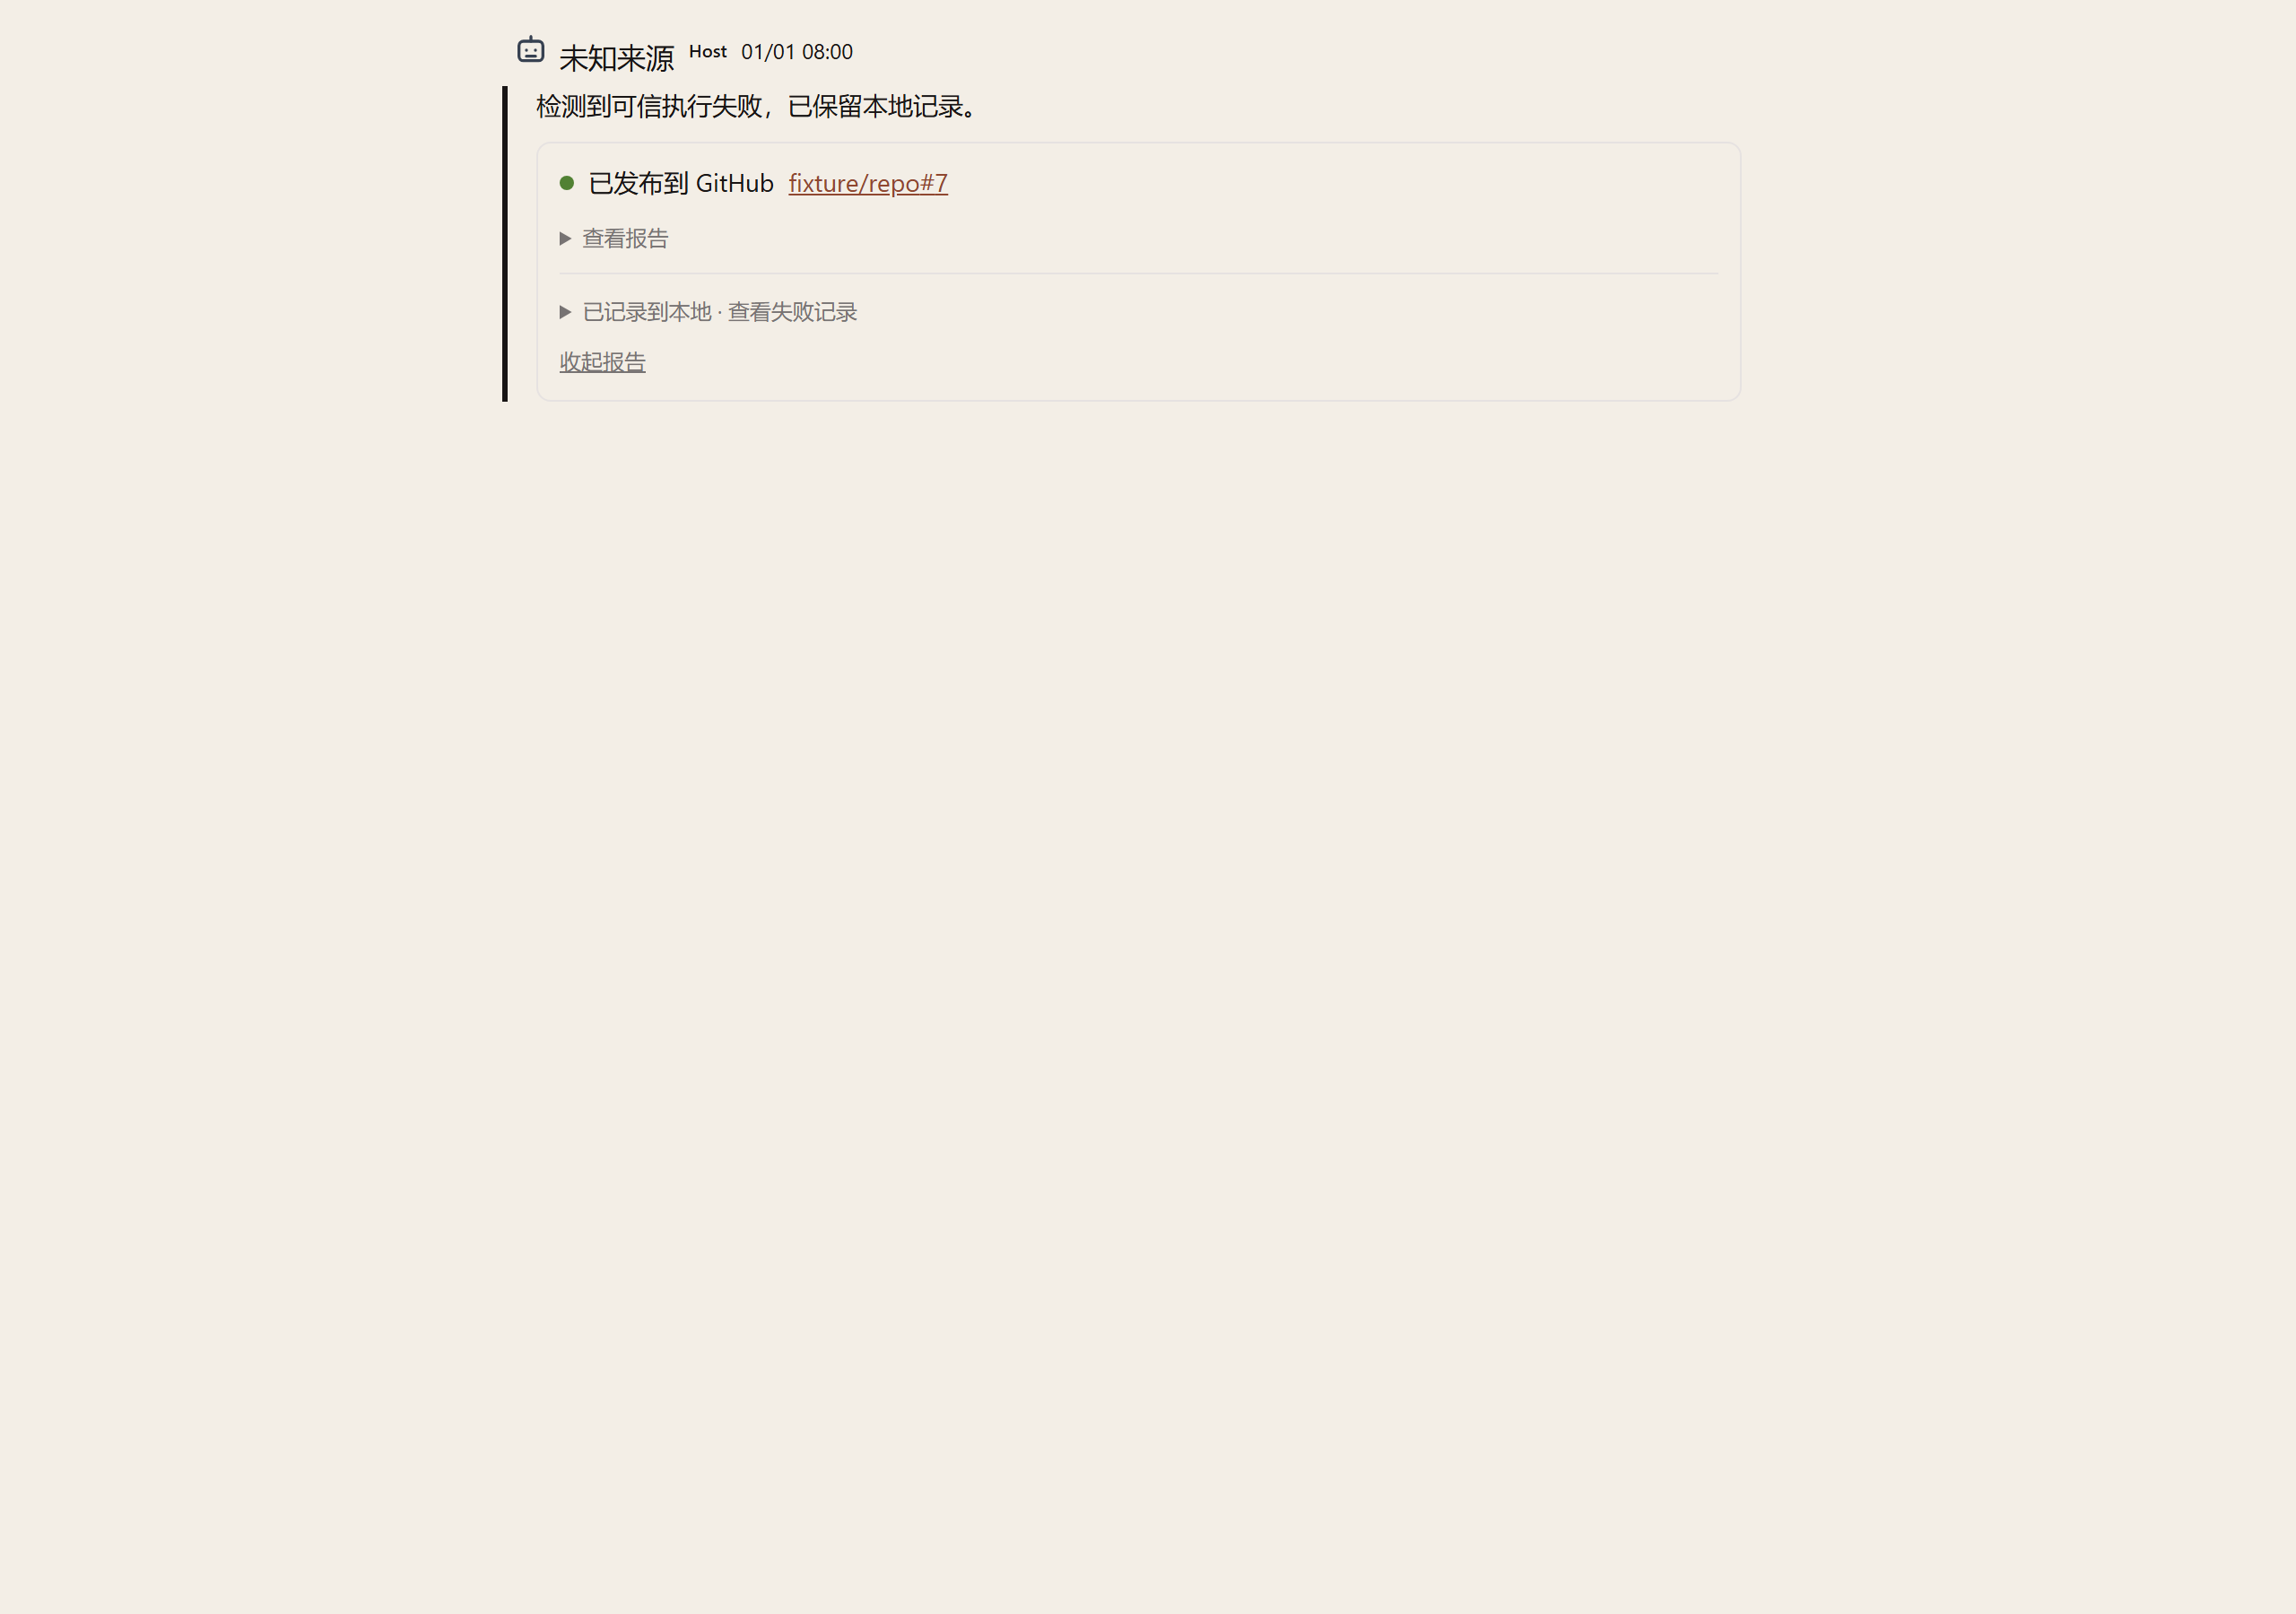 未知来源 Host 01/01 08:00
检测到可信执行失败，已保留本地记录。
已发布到 GitHub fixture/repo#7
查看报告
已记录到本地 · 查看失败记录
收起报告